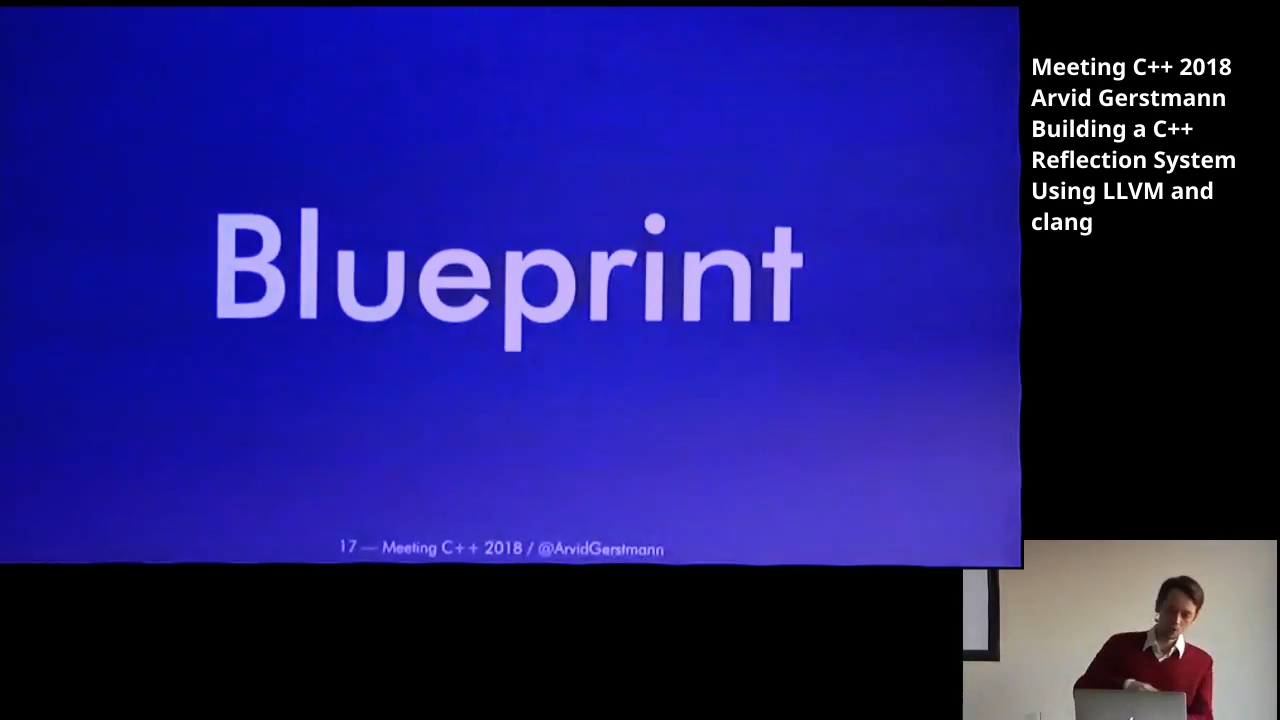 Blueprint
17 — Meeting C++ 2018 / @ArvidGerstmann
Meeting C++ 2018
Arvid Gerstmann
Building a C++
Reflection System
Using LLVM and
clang